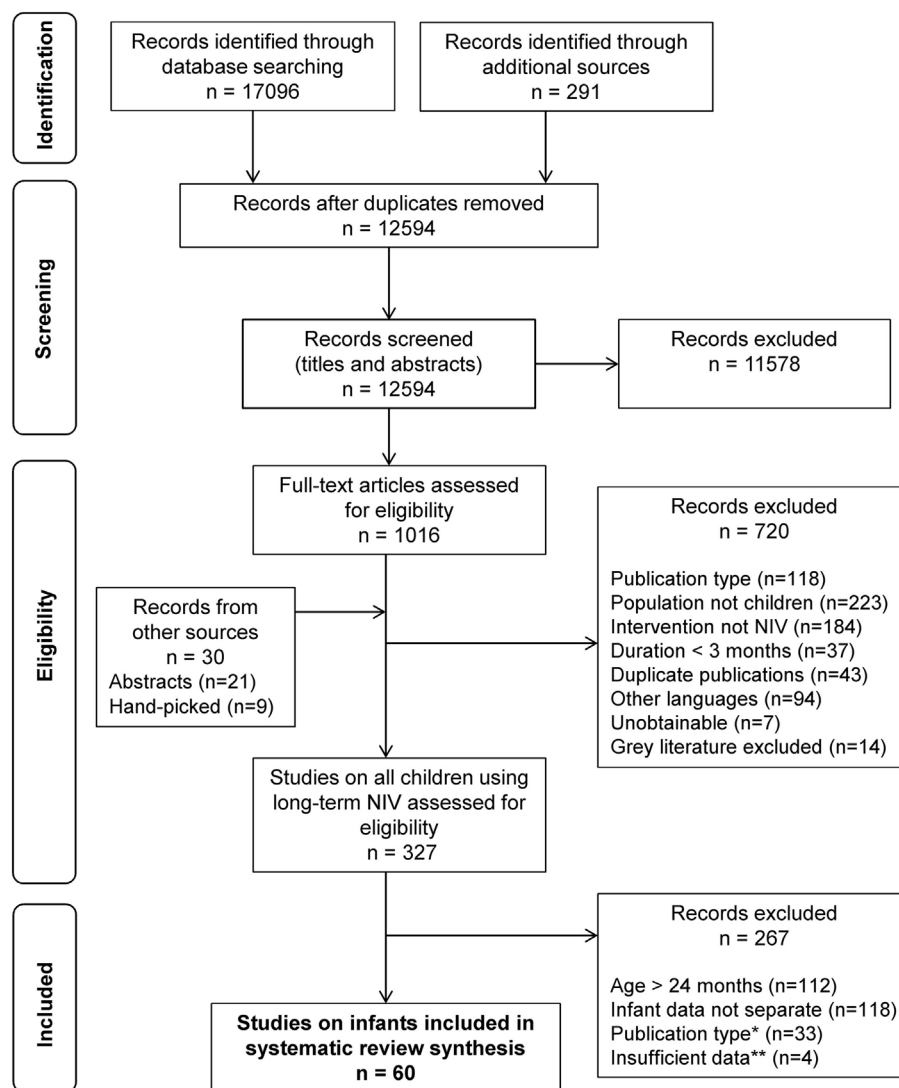 Identification
Records identified through
database searching
n = 17096
Records identified through
additional sources
n = 291
Screening
Records after duplicates removed
n = 12594
Records screened
(titles and abstracts)
n = 12594
Records excluded
n = 11578
Eligibility
Full-text articles assessed
for eligibility
n = 1016
Records excluded
n = 720
Publication type (n=118)
Population not children (n=223)
Intervention not NIV (n=184)
Duration < 3 months (n=37)
Duplicate publications (n=43)
Other languages (n=94)
Unobtainable (n=7)
Grey literature excluded (n=14)
Records from
other sources
n = 30
Abstracts (n=21)
Hand-picked (n=9)
Studies on all children using
long-term NIV assessed for
eligibility
n = 327
Included
Records excluded
n = 267
Age > 24 months (n=112)
Infant data not separate (n=118)
Publication type* (n=33)
Insufficient data** (n=4)
Studies on infants included in
systematic review synthesis
n = 60